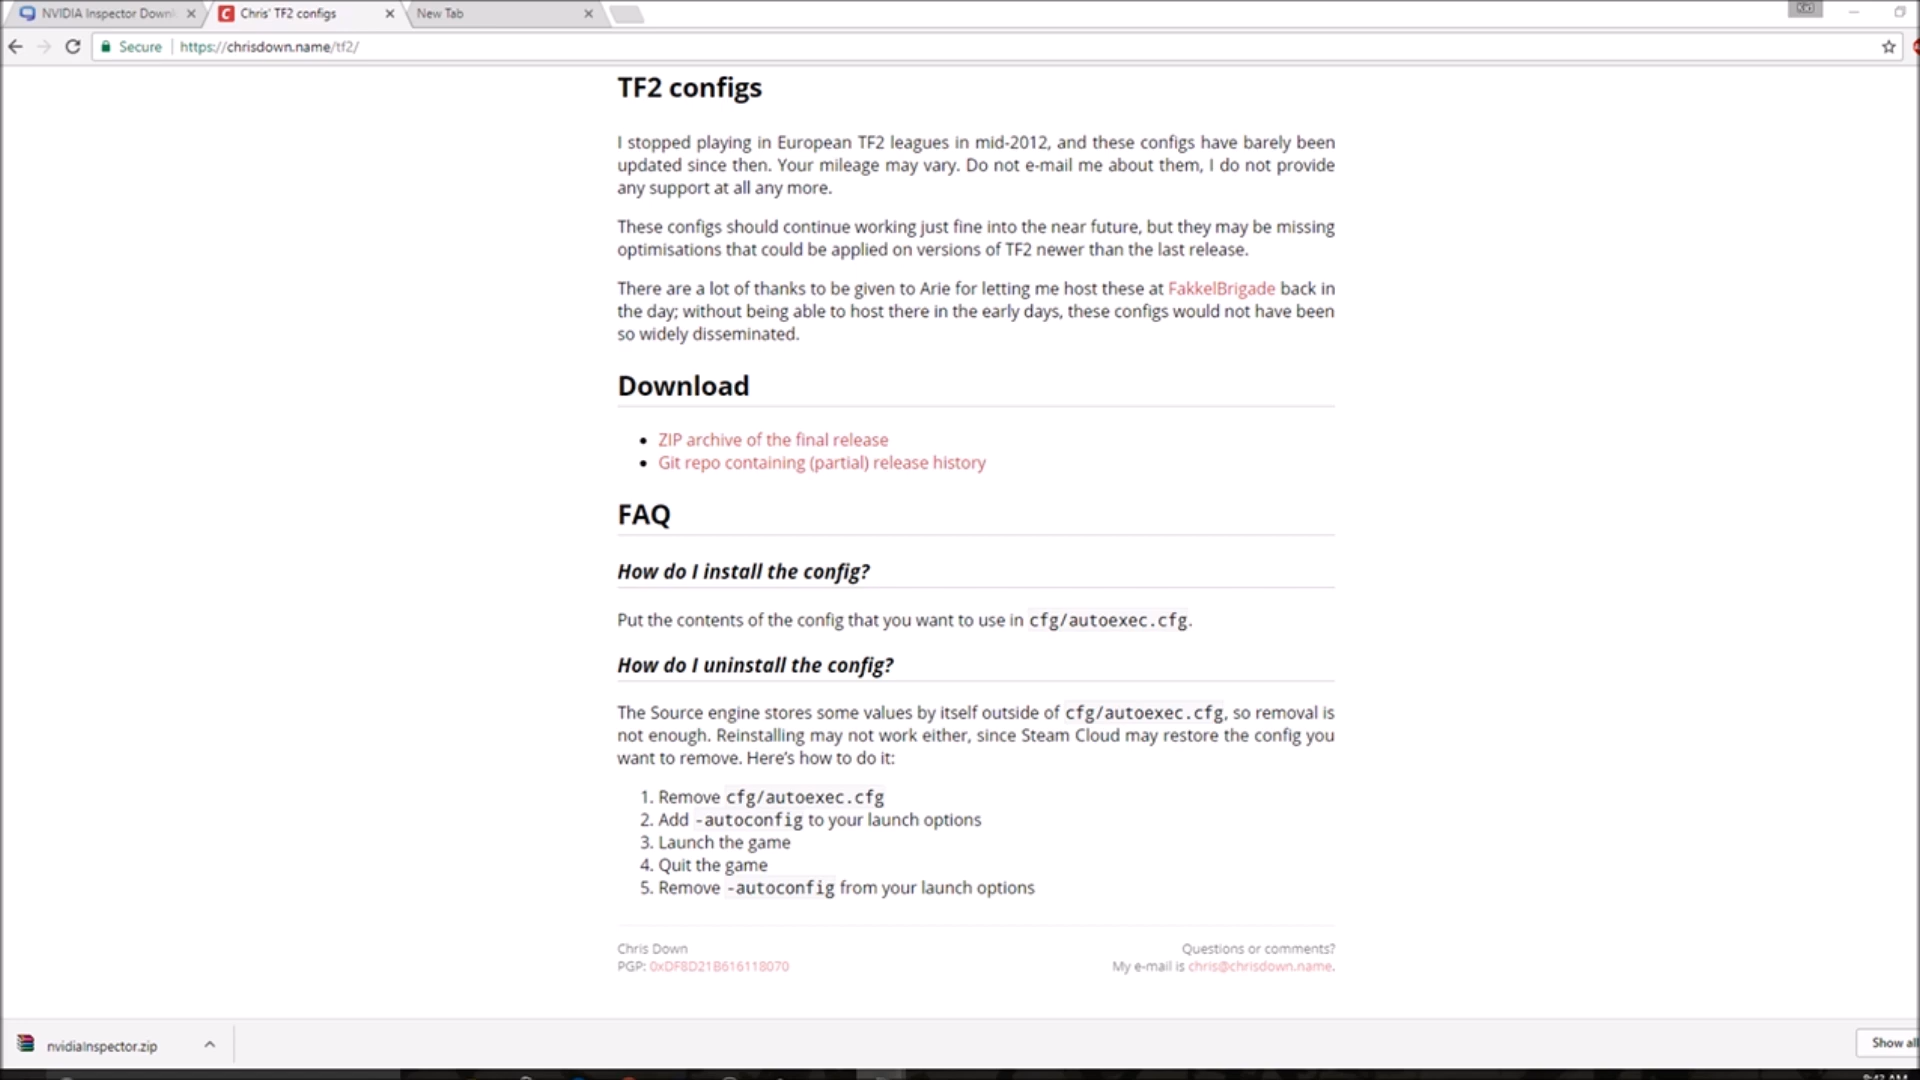 NVIDIA Inspector Downl
Chris' TF2 configs
New Tab
Secure
https://chrisdown.name/tf2/
TF2 configs
I stopped playing in European TF2 leagues in mid-2012, and these configs have barely been
updated since then. Your mileage may vary. Do not e-mail me about them, I do not provide
any support at all any more.
These configs should continue working just fine into the near future, but they may be missing
optimisations that could be applied on versions of TF2 newer than the last release.
There are a lot of thanks to be given to Arie for letting me host these at FakkelBrigade back in
the day; without being able to host there in the early days, these configs would not have been
so widely disseminated.
Download
• ZIP archive of the final release
• Git repo containing (partial) release history
FAQ
How do I install the config?
Put the contents of the config that you want to use in cfg/autoexec.cfg.
How do I uninstall the config?
The Source engine stores some values by itself outside of cfg/autoexec.cfg, so removal is
not enough. Reinstalling may not work either, since Steam Cloud may restore the config you
want to remove. Here's how to do it:
1. Remove cfg/autoexec.cfg
2. Add -autoconfig to your launch options
3. Launch the game
4. Quit the game
5. Remove -autoconfig from your launch options
Chris Down
Questions or comments?
PGP: 0xDF8D21B616118070
My e-mail is chris@chrisdown.name.
nvidiaInspector.zip
Show all